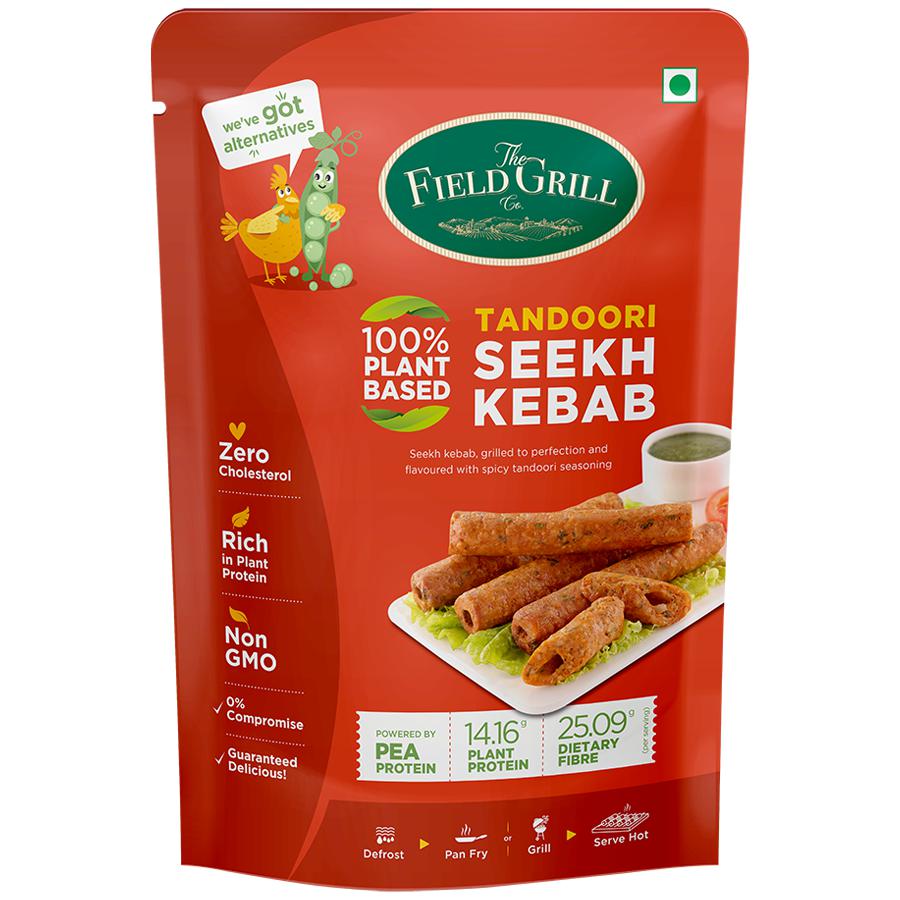 we've got
alternatives
The
FIELD GRILL
Co.
100%
PLANT
BASED
TANDOORI
SEEKH
KEBAB
Seekh kebab, grilled to perfection and
flavoured with spicy tandoori seasoning
Zero
Cholesterol
Rich
in Plant
Protein
Non
GMO
0%
Compromise
Guaranteed
Delicious!
POWERED BY
PEA
PROTEIN
14.16g
PLANT
PROTEIN
25.09g
DIETARY
FIBRE
(per serving)
Defrost
Pan Fry
or
Grill
Serve Hot